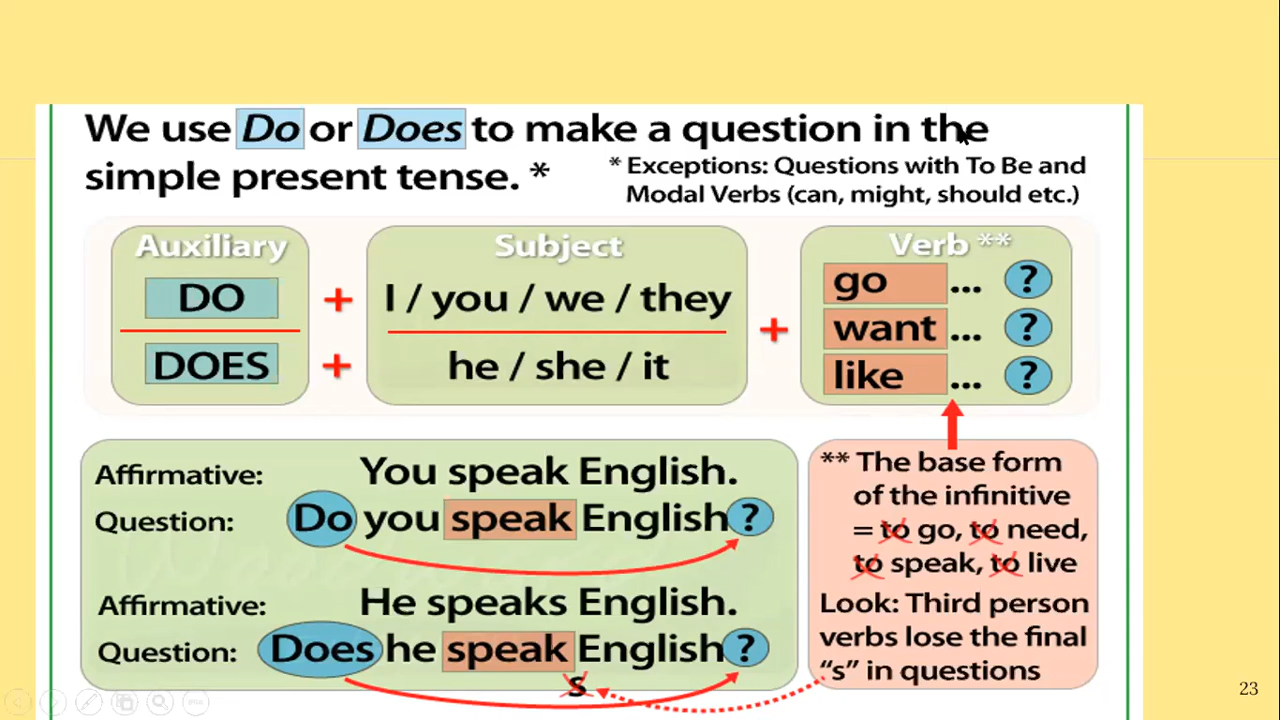 We use Do or Does to make a question in the
simple present tense. *
* Exceptions: Questions with To Be and
Modal Verbs (can, might, should etc.)
Auxiliary
DO
DOES
+
+
Subject
I / you / we / they
he / she / it
+
Verb **
go ... ?
want ... ?
like ... ?
Affirmative: You speak English.
Question: Do you speak English?
Affirmative: He speaks English.
Question: Does he speak English?
s
** The base form
of the infinitive
= to go, to need,
to speak, to live
Look: Third person
verbs lose the final
“s” in questions
23